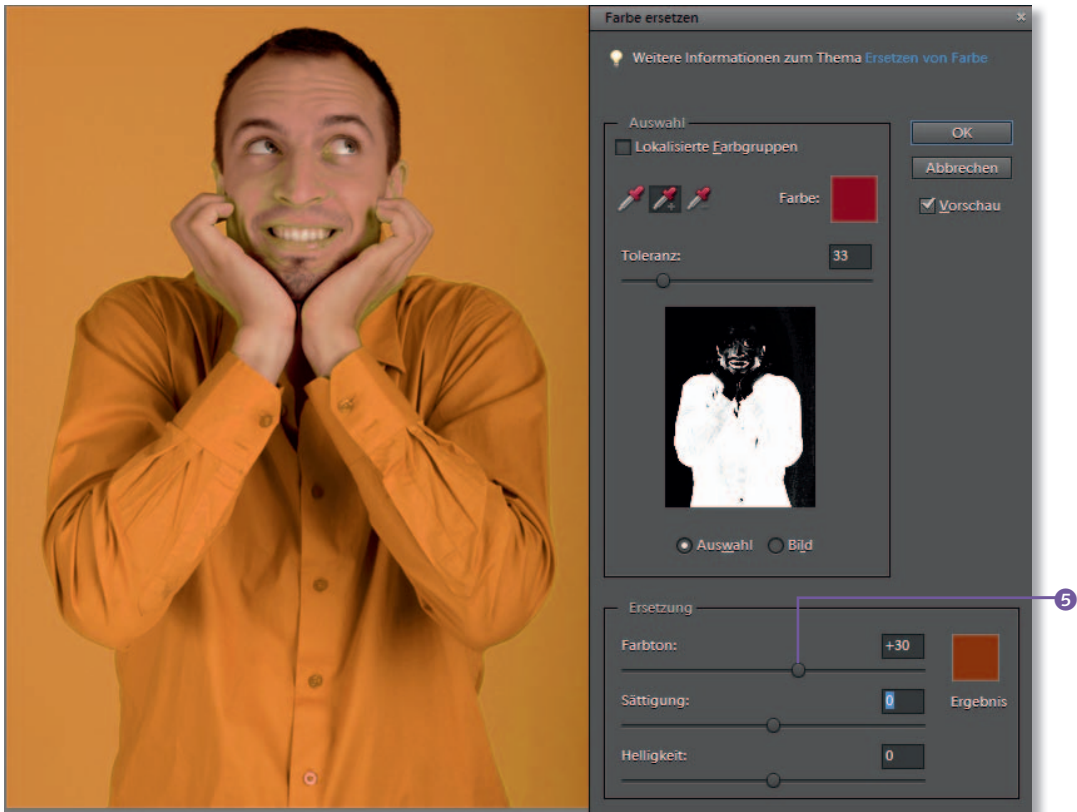 Farbe ersetzen
Weitere Informationen zum Thema Ersetzen von Farbe
Auswahl
Lokalisierte Farbgruppen
OK
Abbrechen
Vorschau
Farbe:
Toleranz: 33
Auswahl Bild
Ersetzung
5
Farbton: +30
Sättigung: 0 Ergebnis
Helligkeit: 0